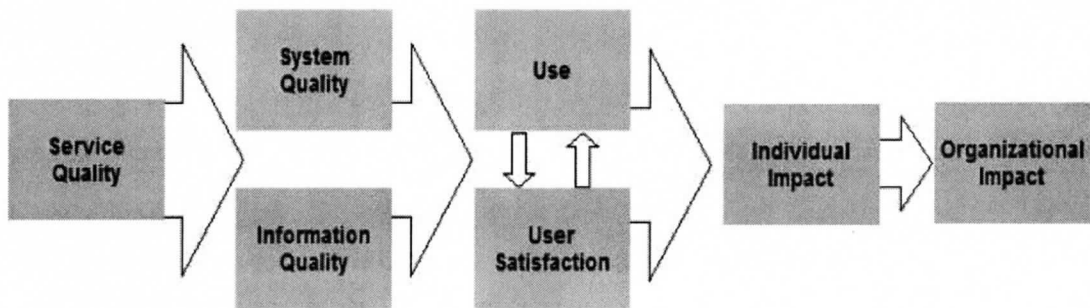 Service
Quality
System
Quality
Information
Quality
Use
User
Satisfaction
Individual
Impact
Organizational
Impact